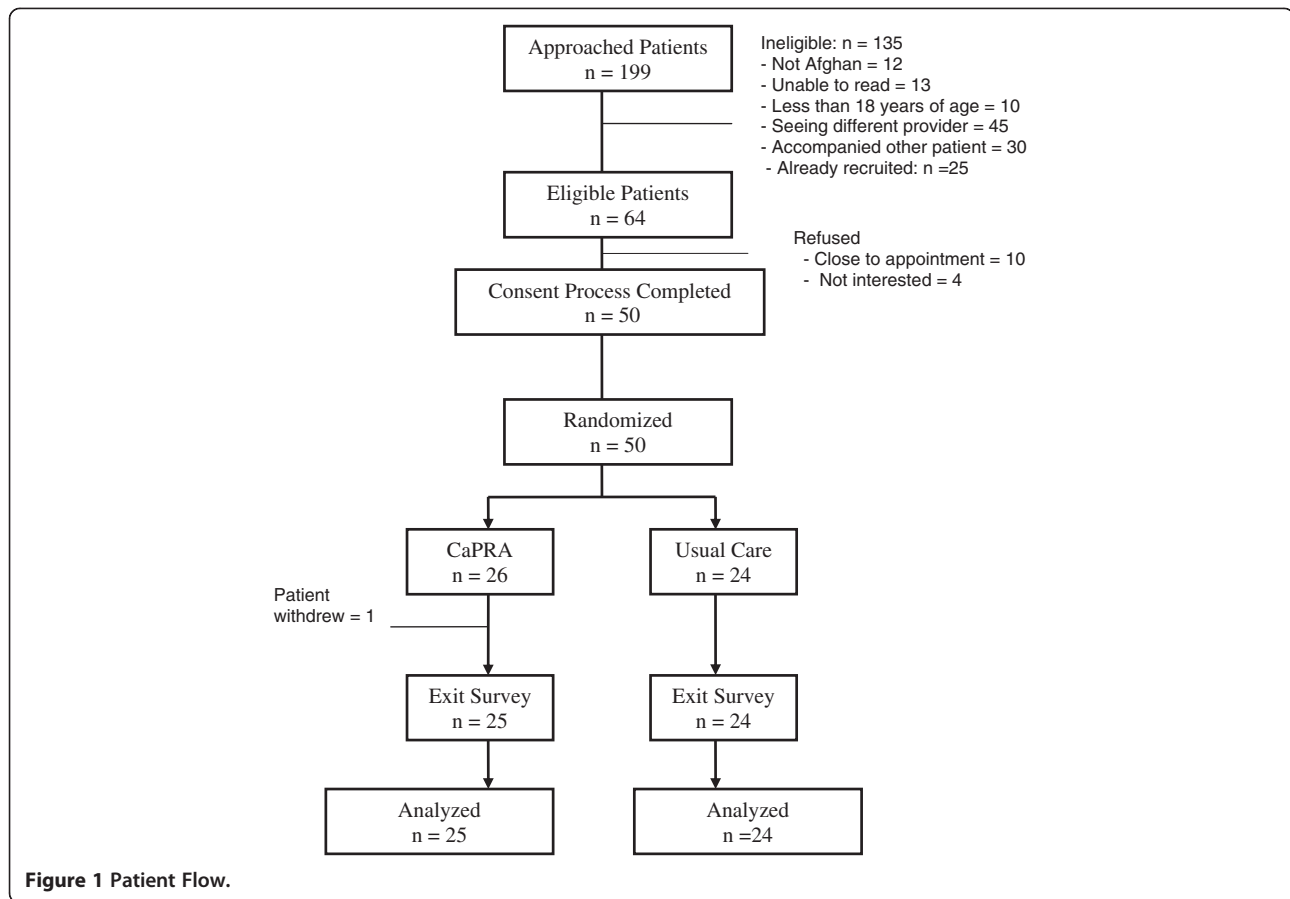 Approached Patients
n = 199
Ineligible: n = 135
- Not Afghan = 12
- Unable to read = 13
- Less than 18 years of age = 10
- Seeing different provider = 45
- Accompanied other patient = 30
- Already recruited: n =25
Eligible Patients
n = 64
Refused
- Close to appointment = 10
- Not interested = 4
Consent Process Completed
n = 50
Randomized
n = 50
CaPRA
n = 26
Usual Care
n = 24
Patient
withdrew = 1
Exit Survey
n = 25
Exit Survey
n = 24
Analyzed
n = 25
Analyzed
n =24
Figure 1 Patient Flow.